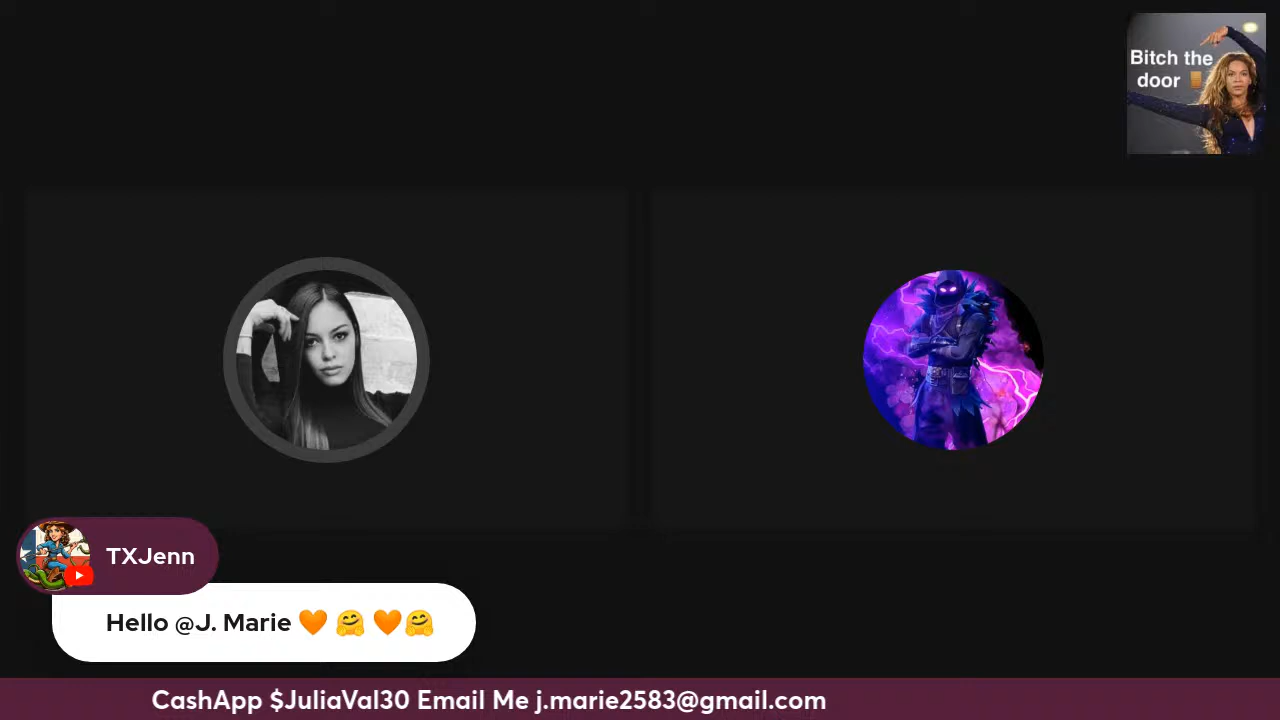 Bitch the
door 🚪
TXJenn
Hello @J. Marie 🧡 🤗 🧡🤗
CashApp $JuliaVal30 Email Me j.marie2583@gmail.com